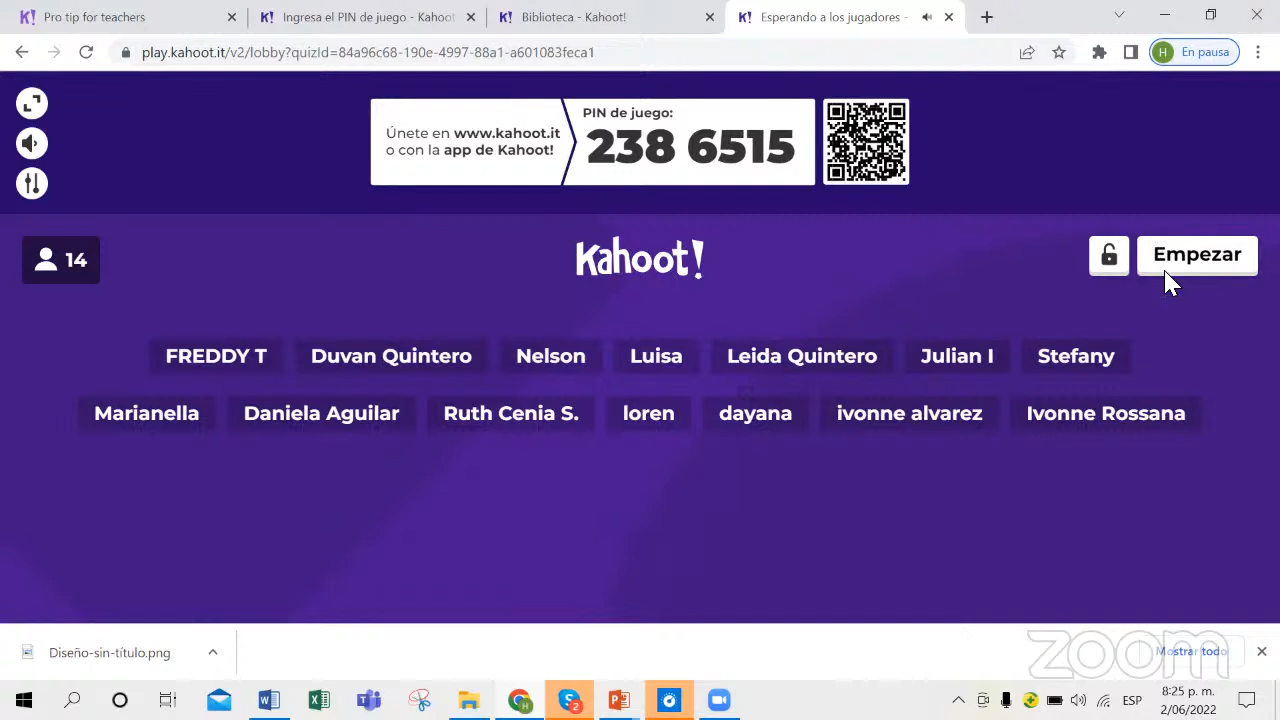 Pro tip for teachers
Ingresa el PIN de juego - Kahoot
Biblioteca - Kahoot!
Esperando a los jugadores -
play.kahoot.it/v2/lobby?quizId=84a96c68-190e-4997-88a1-a601083feca1
H En pausa
Únete en www.kahoot.it
o con la app de Kahoot!
PIN de juego:
238 6515
14
Kahoot!
Empezar
FREDDY T Duvan Quintero Nelson Luisa Leida Quintero Julian I Stefany
Marianella Daniela Aguilar Ruth Cenia S. loren dayana ivonne alvarez Ivonne Rossana
Diseño-sin-título.png
Mostrar todo
zoom
ESP
8:25 p. m.
2/06/2022